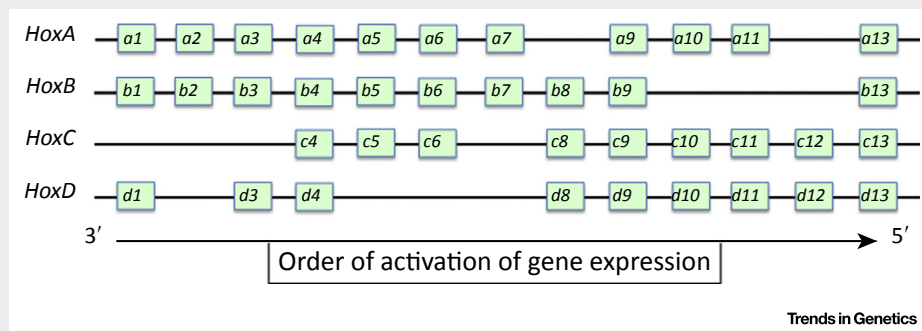 HoxA a1 a2 a3 a4 a5 a6 a7 a9 a10 a11 a13
HoxB b1 b2 b3 b4 b5 b6 b7 b8 b9 b13
HoxC c4 c5 c6 c8 c9 c10 c11 c12 c13
HoxD d1 d3 d4 d8 d9 d10 d11 d12 d13
3′ 5′
Order of activation of gene expression
Trends in Genetics